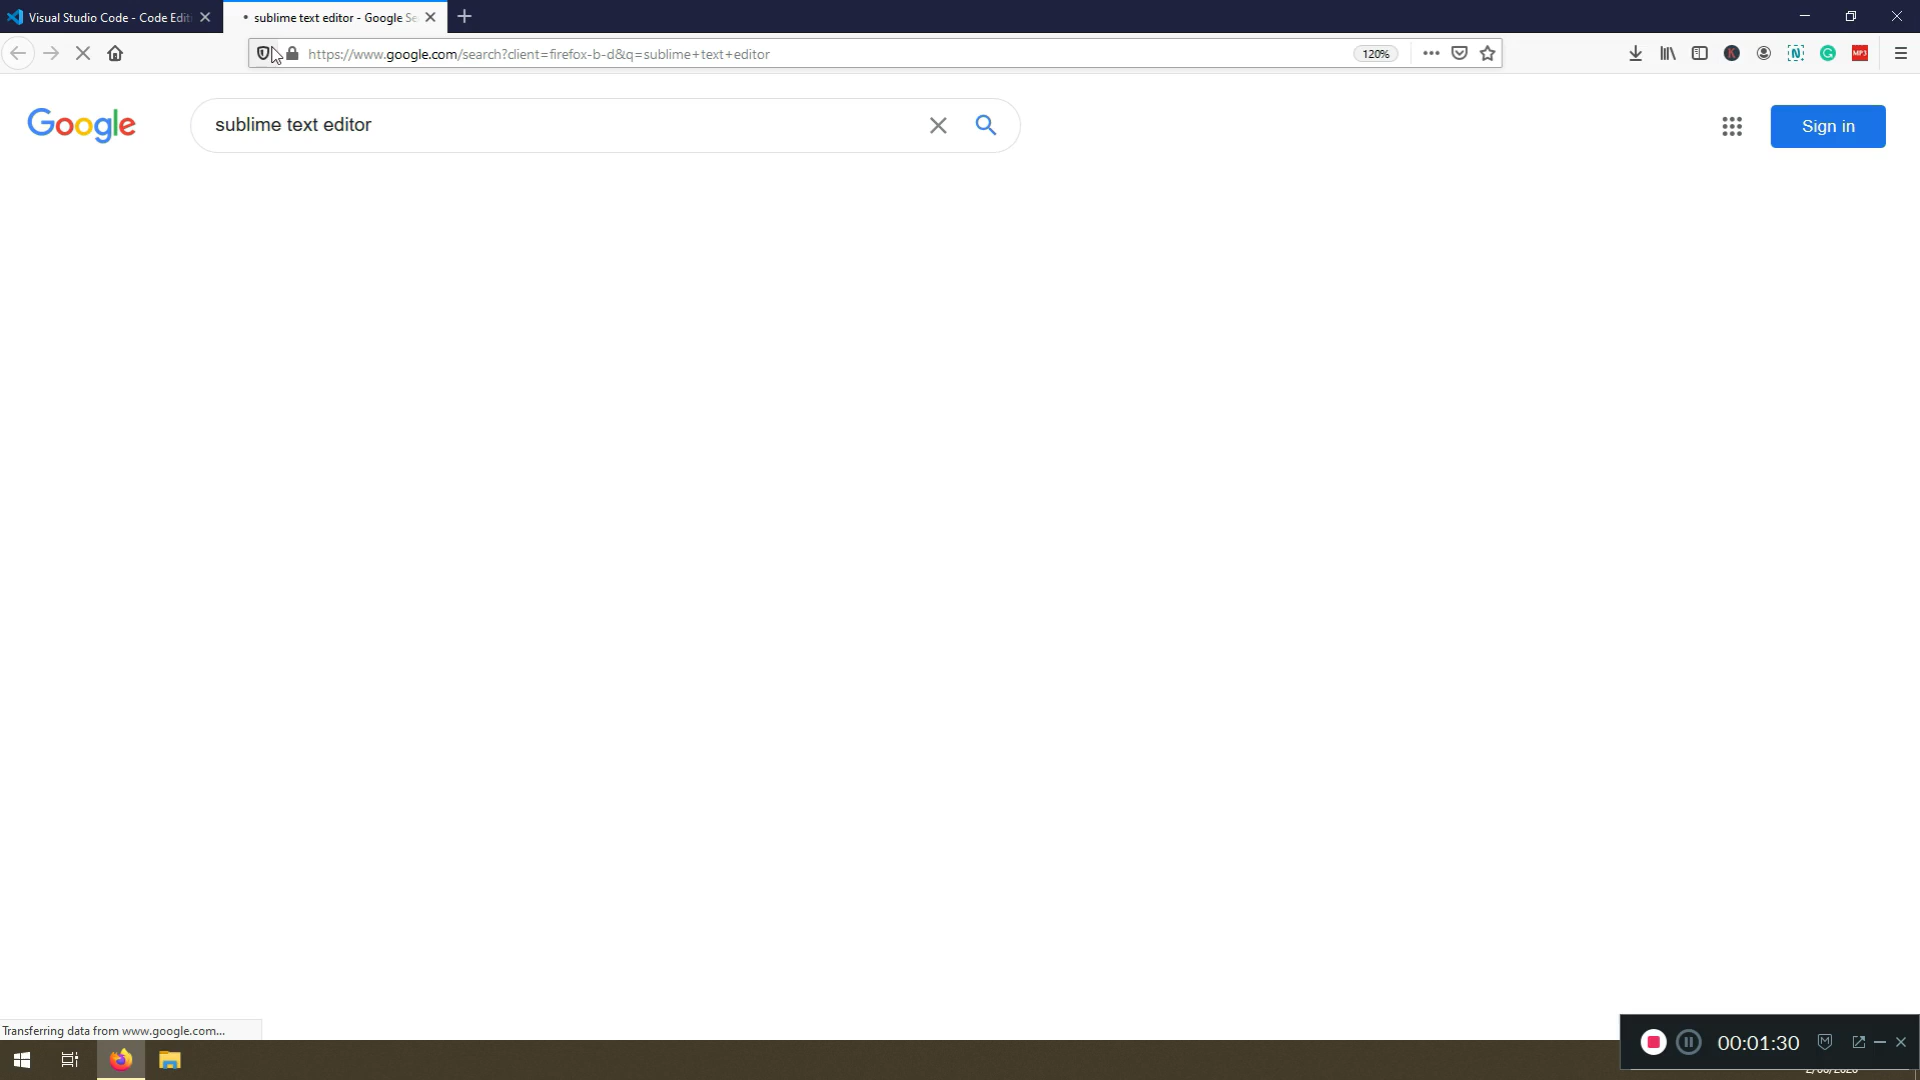 Visual Studio Code - Code Edit
sublime text editor - Google Se
https://www.google.com/search?client=firefox-b-d&q=sublime+text+editor
120%
MP3
Google
sublime text editor
Sign in
Transferring data from www.google.com...
00:01:30